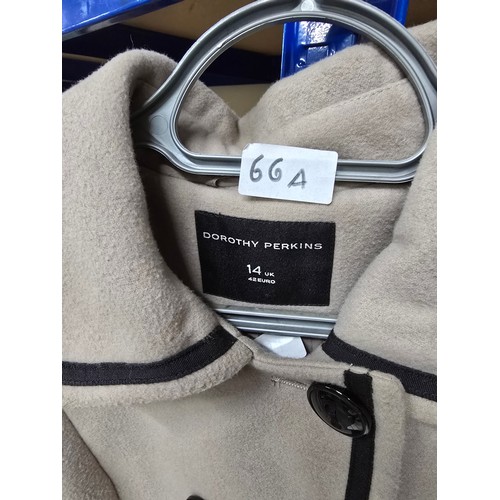 66A
DOROTHY PERKINS
14 UK
42 EURO